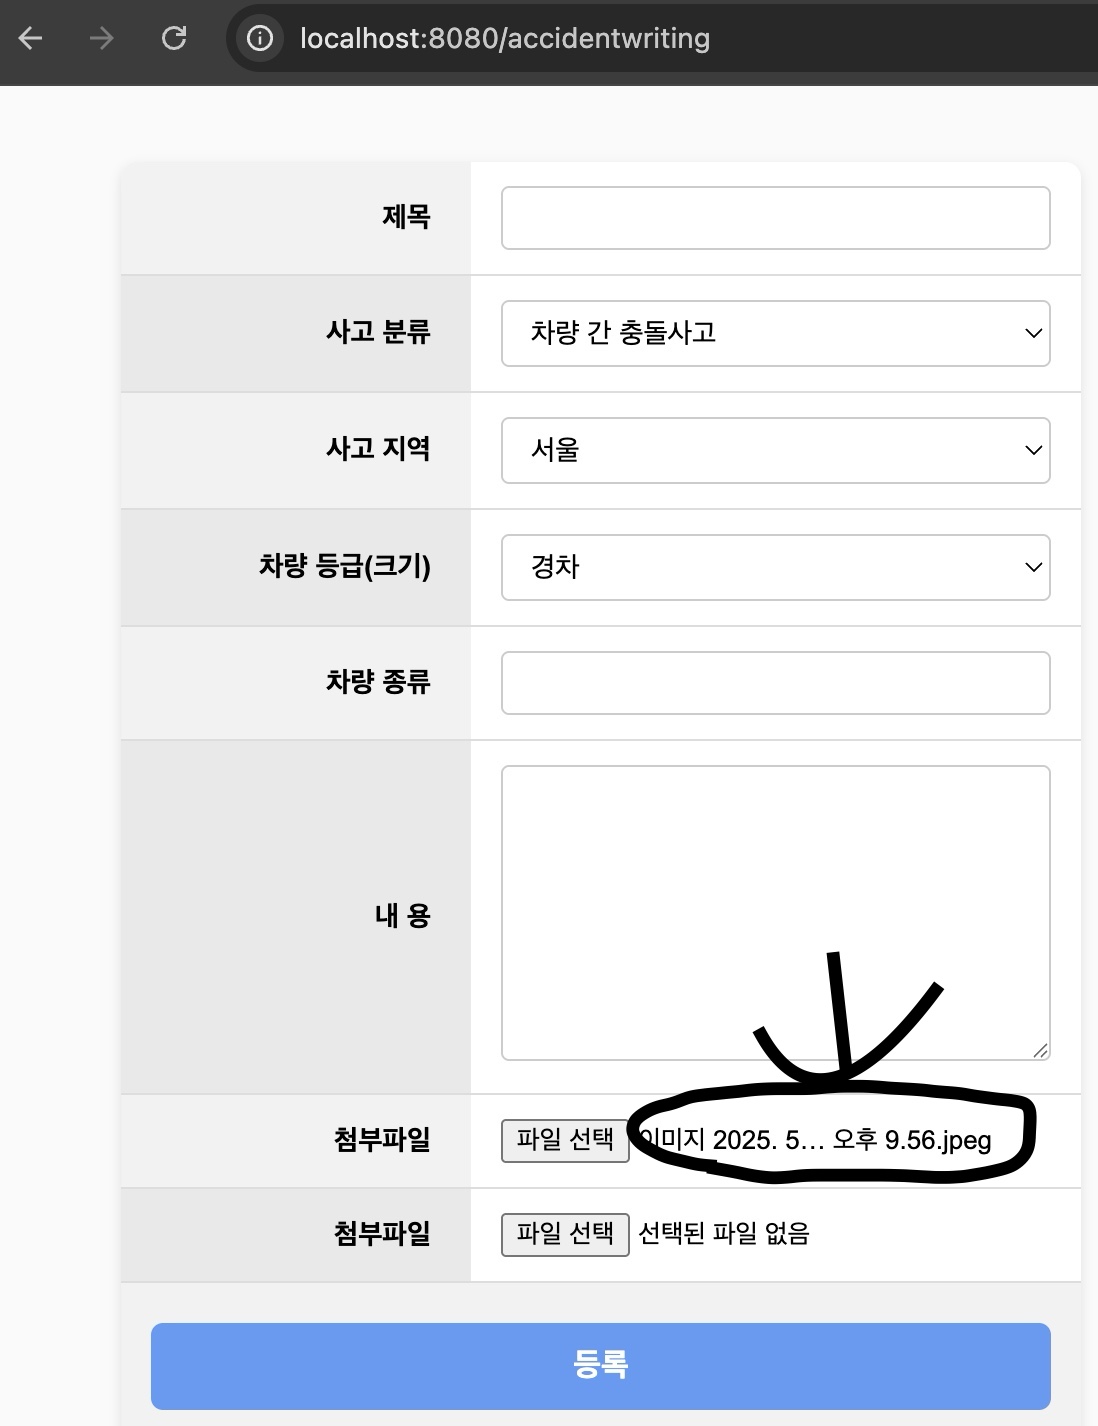 localhost:8080/accidentwriting
제목
사고 분류
차량 간 충돌사고
사고 지역
서울
차량 등급(크기)
경차
차량 종류
내 용
첨부파일
파일 선택 이미지 2025. 5... 오후 9.56.jpeg
첨부파일
파일 선택 선택된 파일 없음
등록